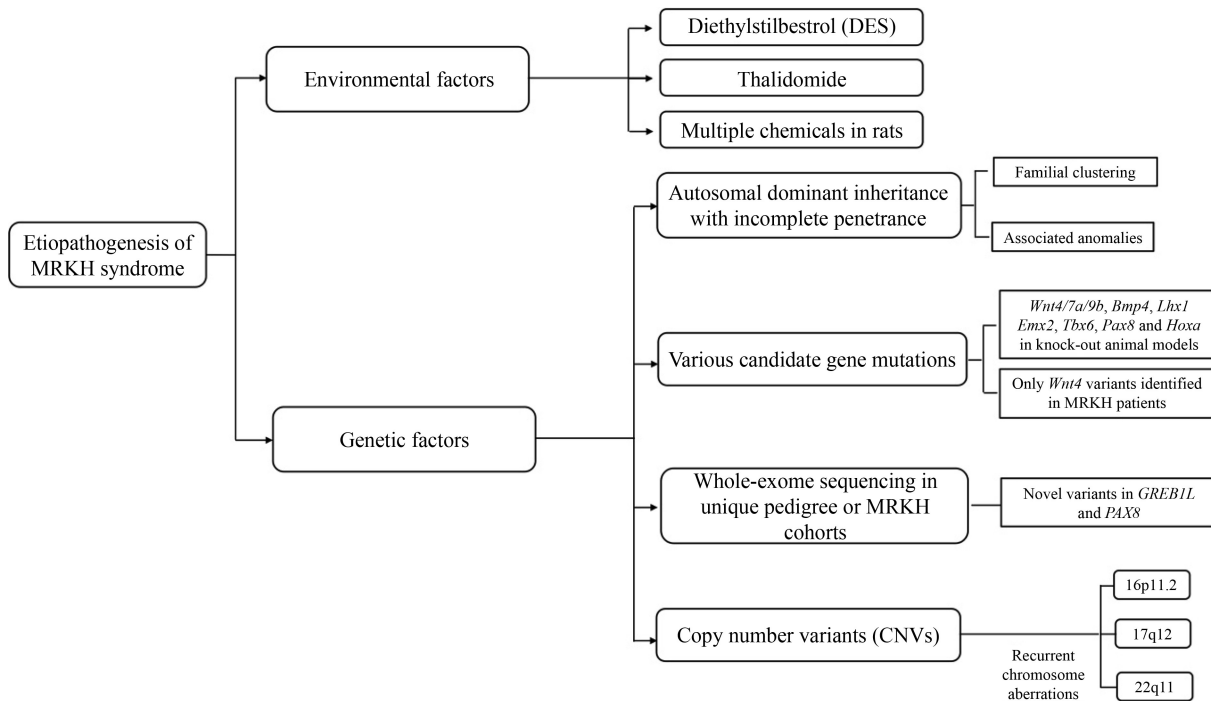 Etiopathogenesis of
MRKH syndrome
Environmental factors
Diethylstilbestrol (DES)
Thalidomide
Multiple chemicals in rats
Genetic factors
Autosomal dominant inheritance
with incomplete penetrance
Familial clustering
Associated anomalies
Various candidate gene mutations
Wnt4/7a/9b, Bmp4, Lhx1
Emx2, Tbx6, Pax8 and Hoxa
in knock-out animal models
Only Wnt4 variants identified
in MRKH patients
Whole-exome sequencing in
unique pedigree or MRKH
cohorts
Novel variants in GREB1L
and PAX8
Copy number variants (CNVs)
Recurrent
chromosome
aberrations
16p11.2
17q12
22q11